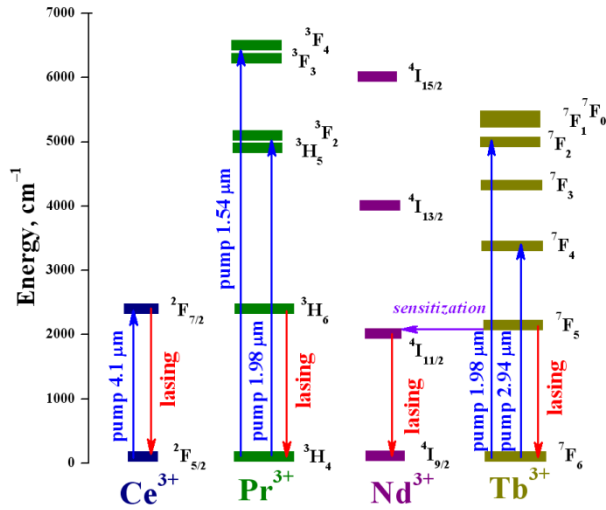 Energy, cm⁻¹
7000
6000
5000
4000
3000
2000
1000
0
²F₇/₂
²F₅/₂
pump 4.1 μm
lasing
Ce³⁺
³F₄
³F₃
³F₂
³H₅
³H₆
³H₄
pump 1.54 μm
pump 1.98 μm
lasing
Pr³⁺
⁴I₁₅/₂
⁴I₁₃/₂
sensitization
⁴I₁₁/₂
⁴I₉/₂
lasing
Nd³⁺
⁷F₀
⁷F₁
⁷F₂
⁷F₃
⁷F₄
⁷F₅
⁷F₆
pump 1.98 μm
pump 2.94 μm
lasing
Tb³⁺